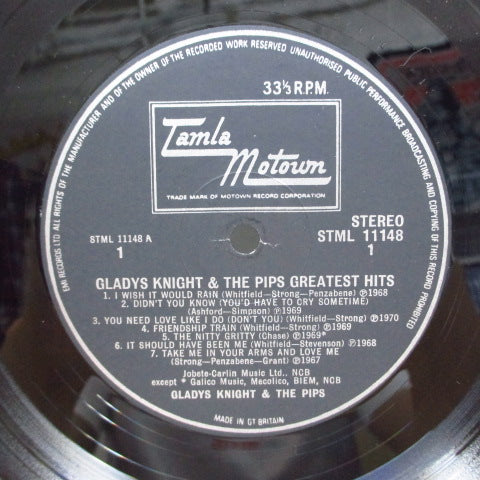 THE OWNER OF THE RECORDED WORK RESERVED UNAUTHORISED PUBLIC PERFORMANCE BROADCASTING AND COPYING OF THIS RECORD PROHIBITED
EMI RECORDS LTD ALL RIGHTS OF THE MANUFACTURER AND OF
33⅓ R.P.M.
Tamla
Motown
TRADE MARK OF MOTOWN RECORD CORPORATION
STEREO
STML 11148 A
STML 11148
1
1
GLADYS KNIGHT & THE PIPS GREATEST HITS
1. I WISH IT WOULD RAIN (Whitfield—Strong—Penzabene) ℗1968
2. DIDN'T YOU KNOW (YOU'D HAVE TO CRY SOMETIME)
(Ashford—Simpson) ℗1969
3. YOU NEED LOVE LIKE I DO (DON'T YOU) (Whitfield—Strong) ℗1970
4. FRIENDSHIP TRAIN (Whitfield—Strong) ℗1969
5. THE NITTY GRITTY (Chase) ℗1969*
6. IT SHOULD HAVE BEEN ME (Whitfield—Stevenson) ℗1968
7. TAKE ME IN YOUR ARMS AND LOVE ME
(Strong—Penzabene—Grant) ℗1967
Jobete-Carlin Music Ltd., NCB
except * Galico Music, Mecolico, BIEM, NCB
GLADYS KNIGHT & THE PIPS
MADE IN GT BRITAIN